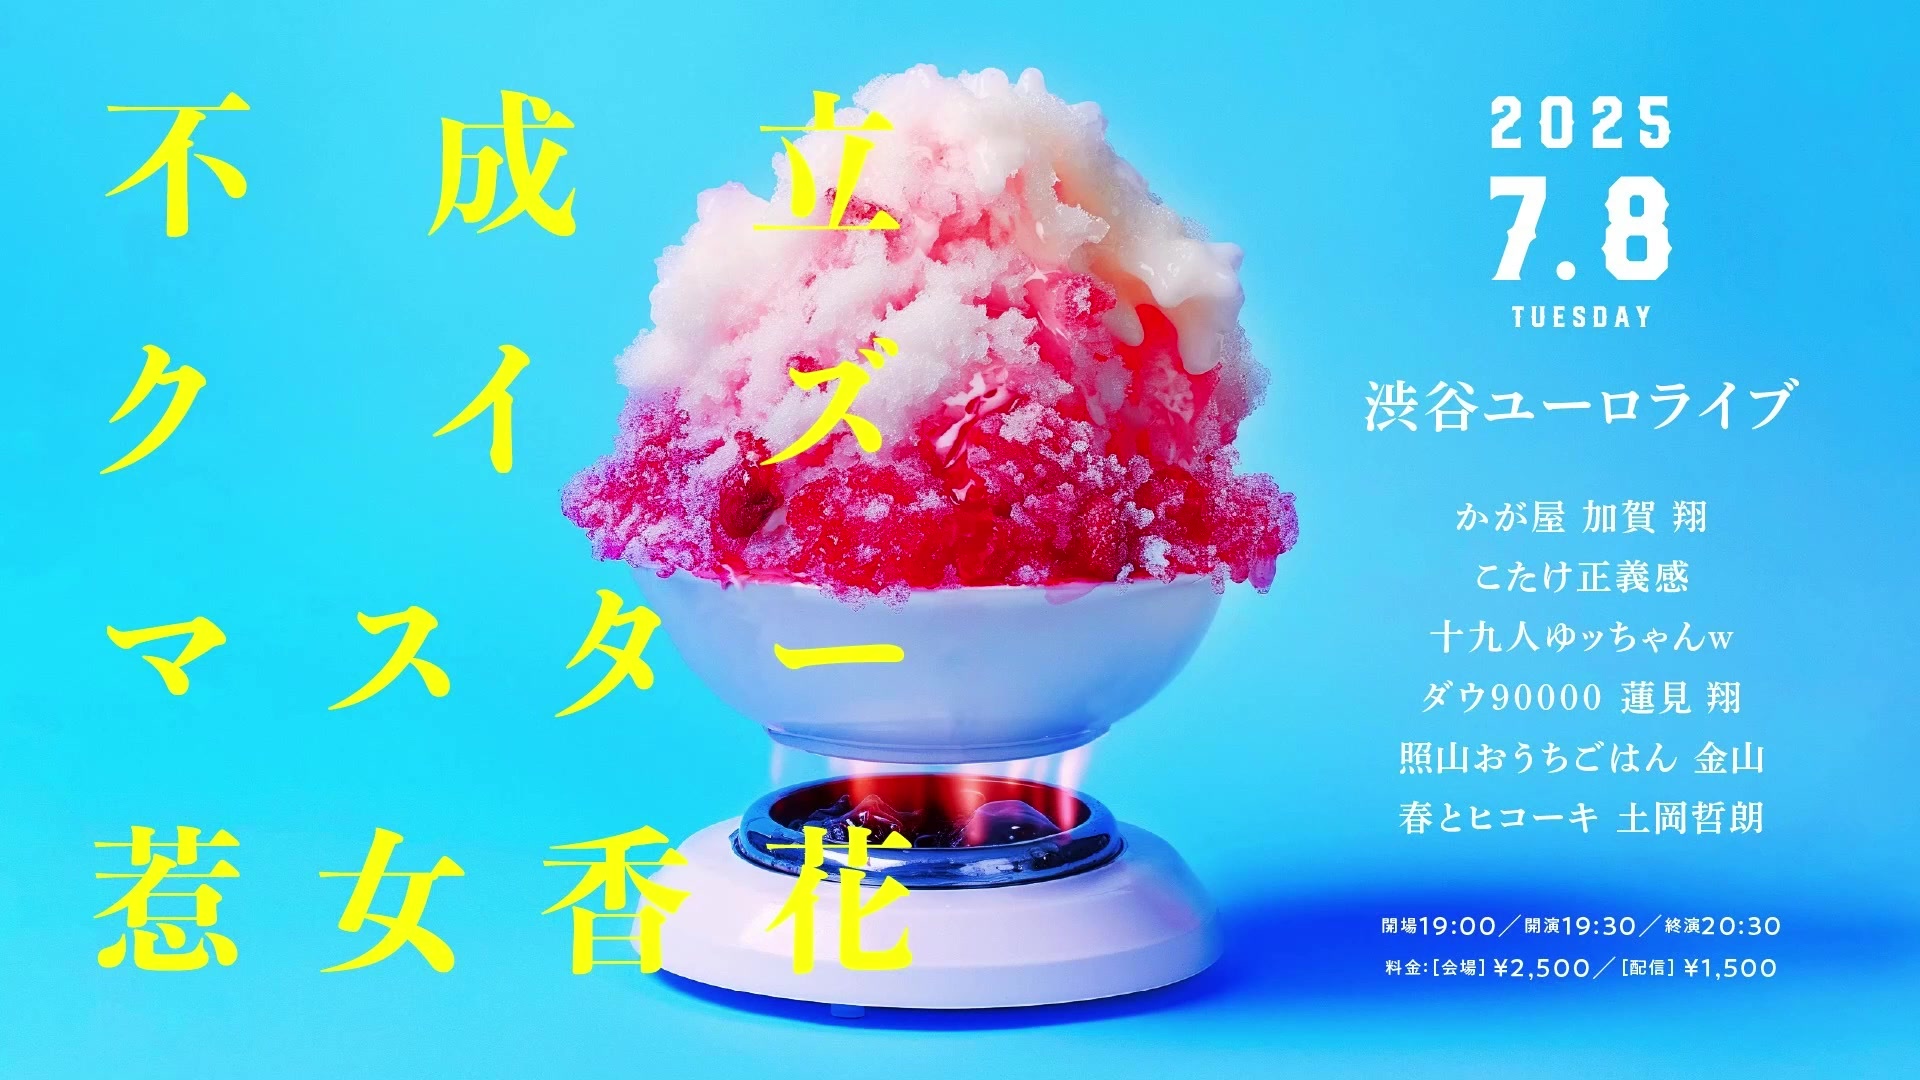 不成立
クイズ
マスター
惹女香花
2025
7.8
TUESDAY
渋谷ユーロライブ
かが屋 加賀 翔
こたけ正義感
十九人ゆッちゃんw
ダウ90000 蓮見 翔
照山おうちごはん 金山
春とヒコーキ 土岡哲朗
開場19:00／開演19:30／終演20:30
料金:[会場] ¥2,500／[配信] ¥1,500